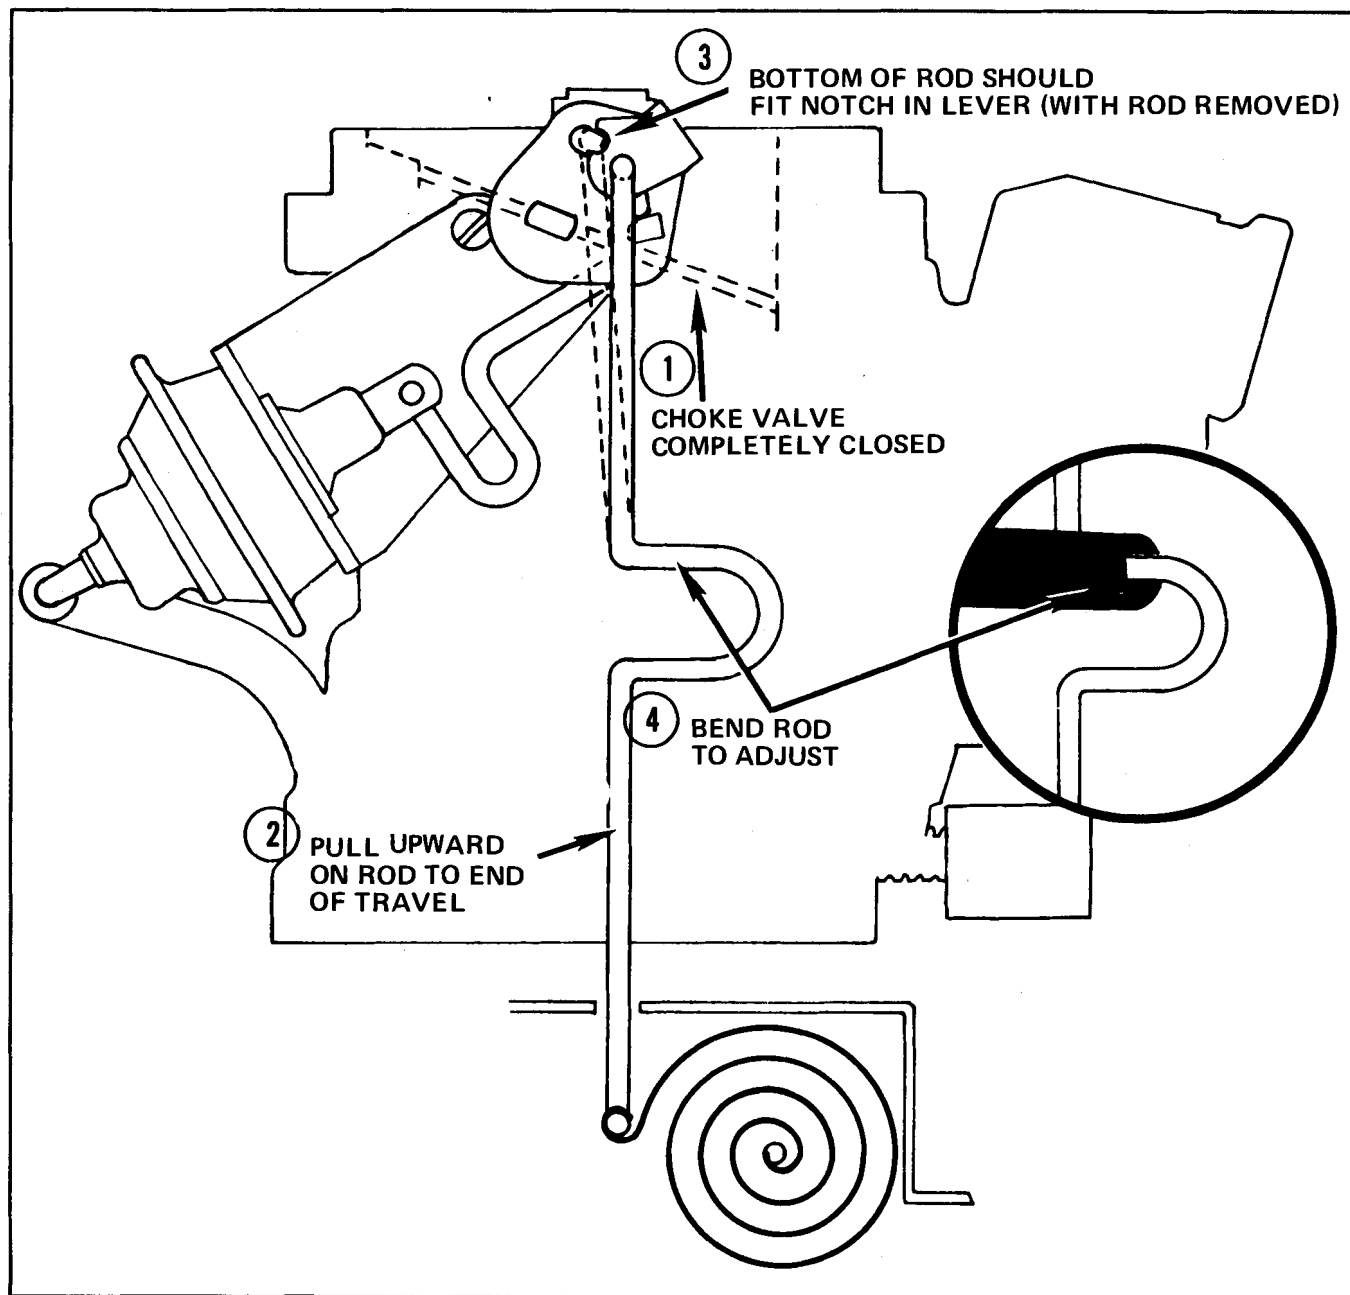 3
BOTTOM OF ROD SHOULD
FIT NOTCH IN LEVER (WITH ROD REMOVED)
1
CHOKE VALVE
COMPLETELY CLOSED
4
BEND ROD
TO ADJUST
2
PULL UPWARD
ON ROD TO END
OF TRAVEL